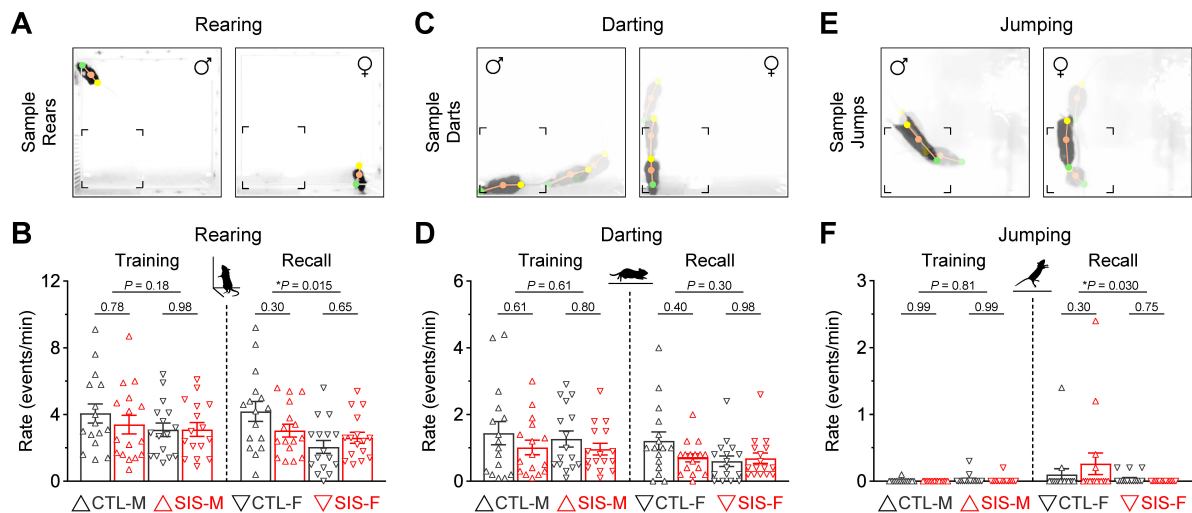 A Rearing
Sample Rears
♂ ♀
C Darting
Sample Darts
♂ ♀
E Jumping
Sample Jumps
♂ ♀
B Rearing
Training Recall
P = 0.18 *P = 0.015
0.78 0.98 0.30 0.65
Rate (events/min)
12
8
4
0
CTL-M SIS-M CTL-F SIS-F
D Darting
Training Recall
P = 0.61 P = 0.30
0.61 0.80 0.40 0.98
Rate (events/min)
6
4
2
0
CTL-M SIS-M CTL-F SIS-F
F Jumping
Training Recall
P = 0.81 *P = 0.030
0.99 0.99 0.30 0.75
Rate (events/min)
3
2
1
0
CTL-M SIS-M CTL-F SIS-F